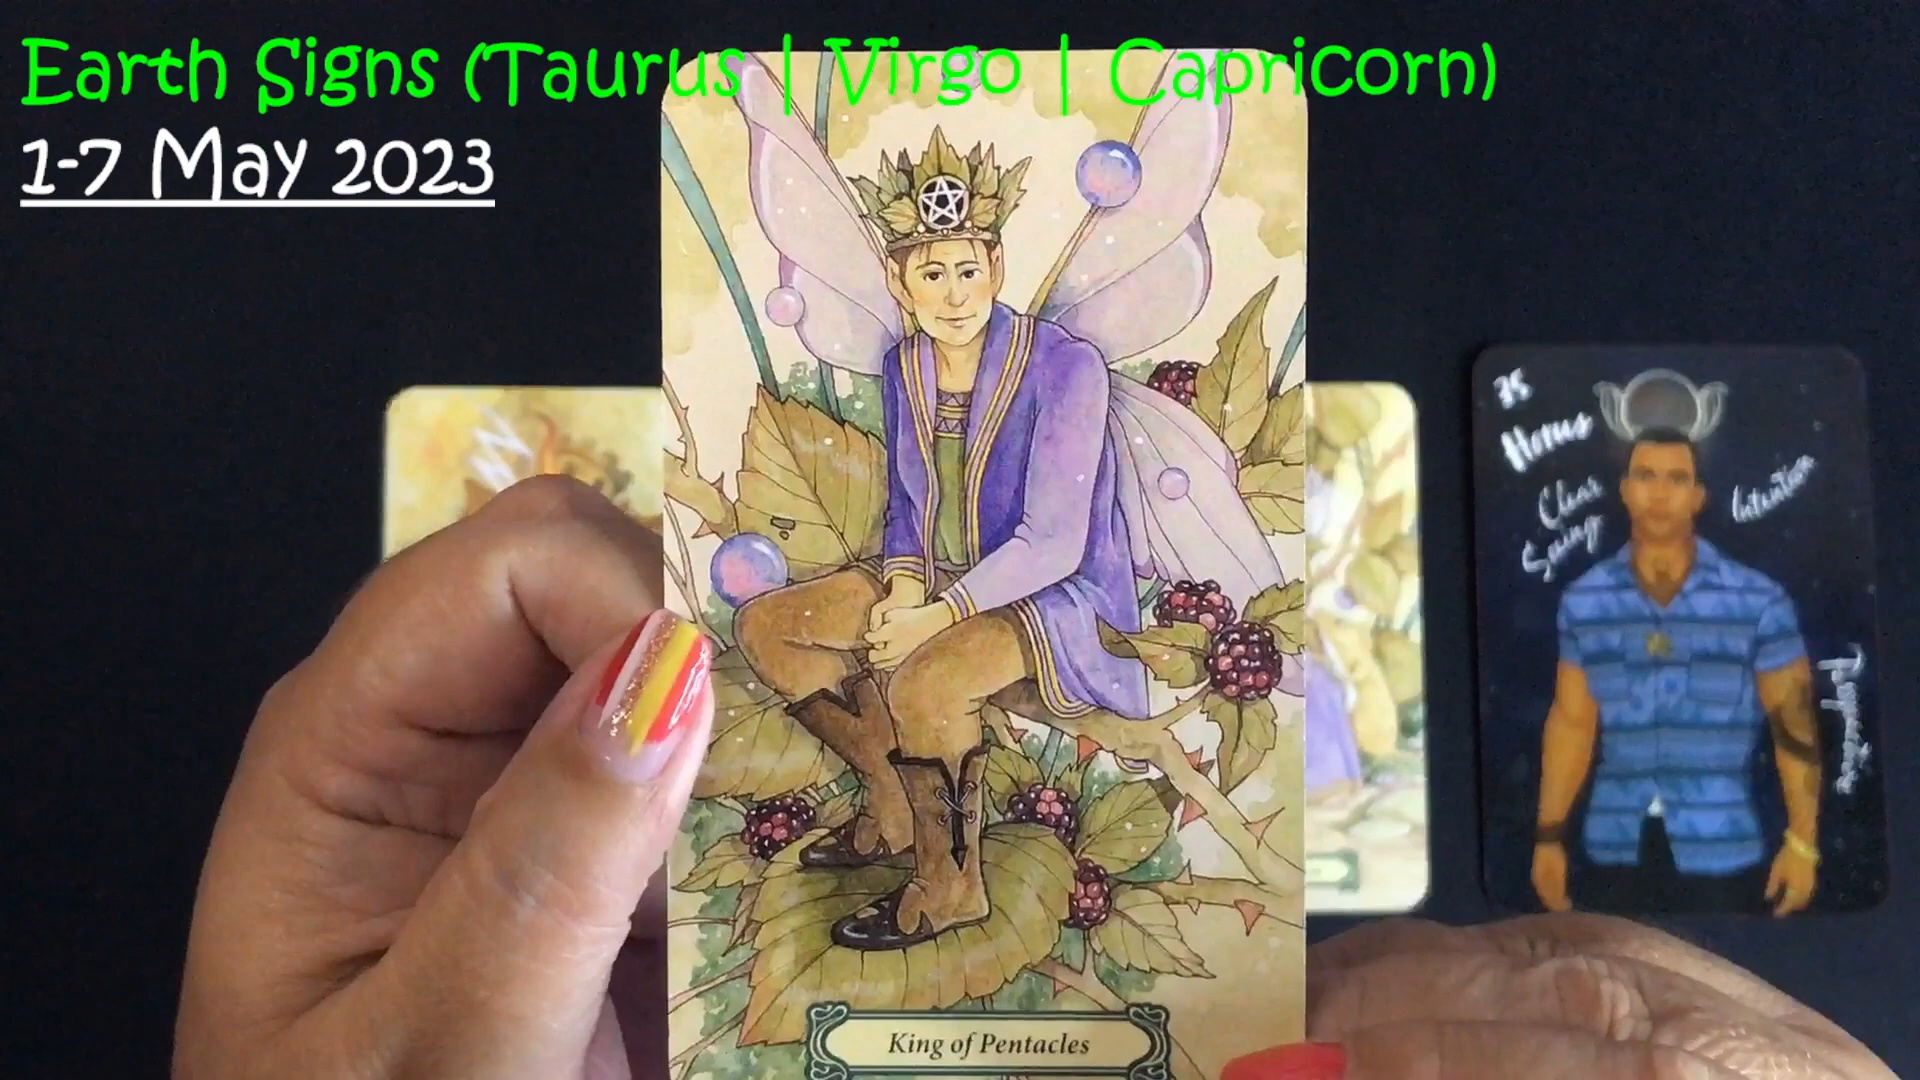 Earth Signs (Taurus | Virgo | Capricorn)
1-7 May 2023
35
Horus
Clear
Seeing
Intention
Perspective
King of Pentacles